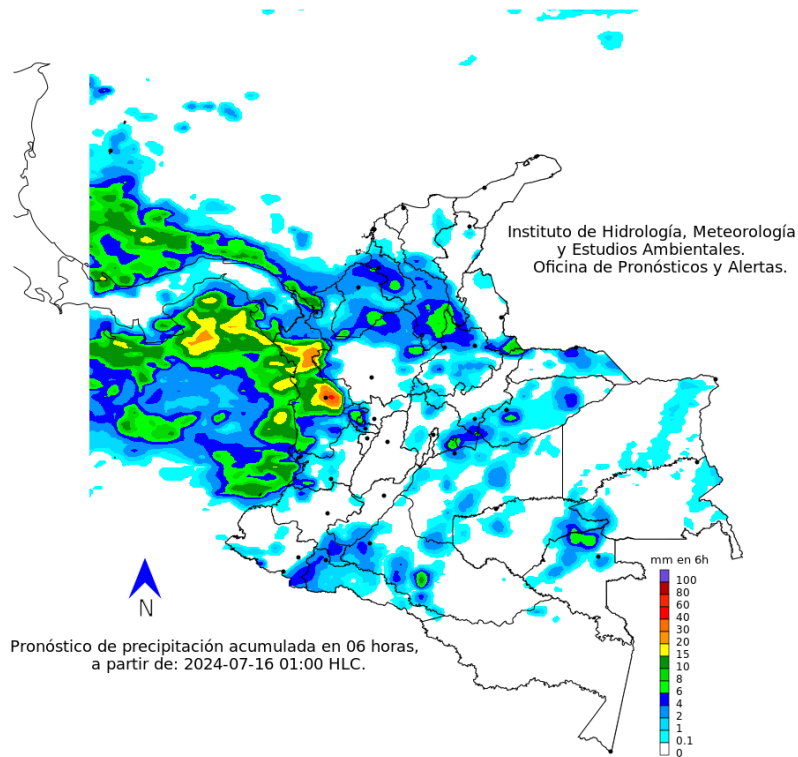 Instituto de Hidrología, Meteorología
y Estudios Ambientales.
Oficina de Pronósticos y Alertas.
mm en 6h
100
80
60
40
30
20
15
10
8
6
4
2
1
0.1
0
N
Pronóstico de precipitación acumulada en 06 horas,
a partir de: 2024-07-16 01:00 HLC.